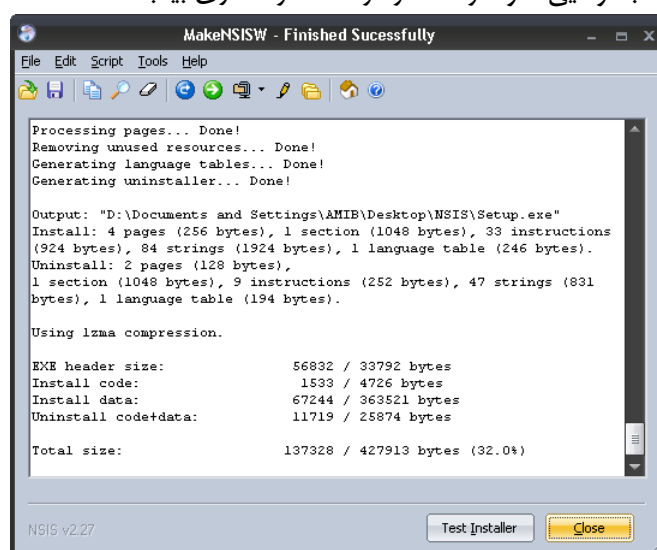 MakeNSISW - Finished Sucessfully
File Edit Script Tools Help
Processing pages... Done!
Removing unused resources... Done!
Generating language tables... Done!
Generating uninstaller... Done!
Output: "D:\Documents and Settings\AMIB\Desktop\NSIS\Setup.exe"
Install: 4 pages (256 bytes), 1 section (1048 bytes), 33 instructions
(924 bytes), 84 strings (1924 bytes), 1 language table (246 bytes).
Uninstall: 2 pages (128 bytes),
1 section (1048 bytes), 9 instructions (252 bytes), 47 strings (831
bytes), 1 language table (194 bytes).
Using lzma compression.
EXE header size: 56832 / 33792 bytes
Install code: 1533 / 4726 bytes
Install data: 67244 / 363521 bytes
Uninstall code+data: 11719 / 25874 bytes
Total size: 137328 / 427913 bytes (32.0%)
NSIS v2.27
Test Installer Close